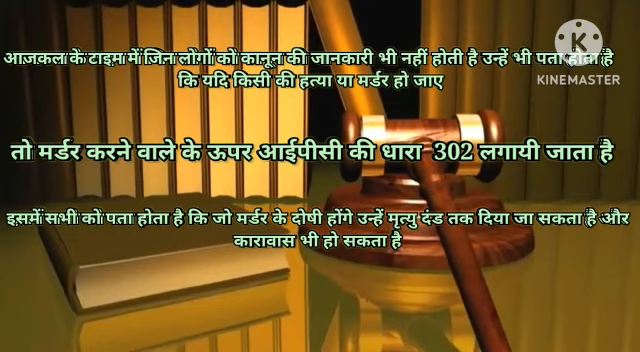 आजकल के टाइम में जिन लोगों को कानून की जानकारी भी नहीं होती है उन्हें भी पता होता है
कि यदि किसी की हत्या या मर्डर हो जाए
K
KINEMASTER
तो मर्डर करने वाले के ऊपर आईपीसी की धारा 302 लगायी जाता है
इसमें सभी कों पता होता है कि जो मर्डर के दोषी होंगे उन्हें मृत्यु दंड तक दिया जा सकता है और
कारावास भी हो सकता है